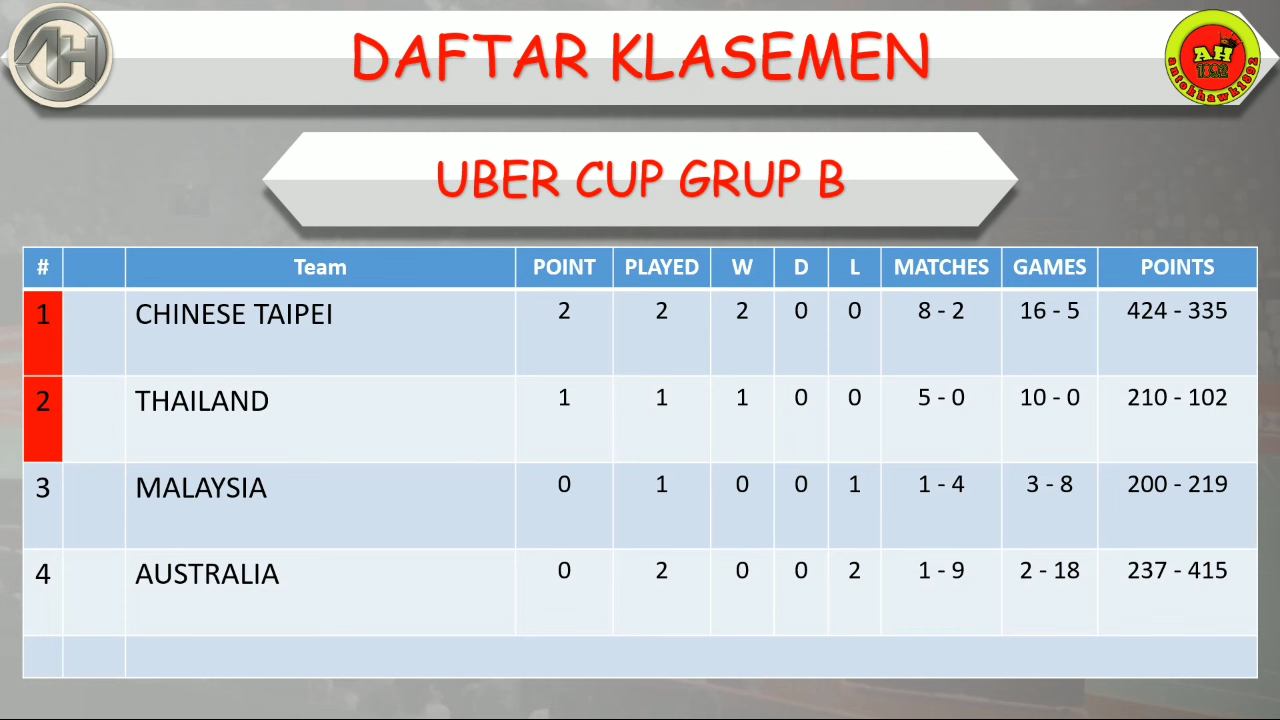 DAFTAR KLASEMEN
AH
1092
antokhawk1092
UBER CUP GRUP B
# Team POINT PLAYED W D L MATCHES GAMES POINTS
1 CHINESE TAIPEI 2 2 2 0 0 8 - 2 16 - 5 424 - 335
2 THAILAND 1 1 1 0 0 5 - 0 10 - 0 210 - 102
3 MALAYSIA 0 1 0 0 1 1 - 4 3 - 8 200 - 219
4 AUSTRALIA 0 2 0 0 2 1 - 9 2 - 18 237 - 415